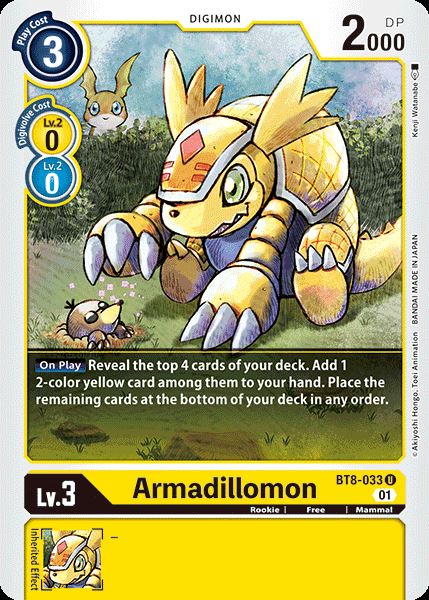 Play Cost
3
DIGIMON
DP
2000
Digivolve Cost
Lv.2
0
Lv.2
0
Kenji Watanabe
©Akiyoshi Hongo, Toei Animation BANDAI MADE IN JAPAN
On Play Reveal the top 4 cards of your deck. Add 1
2-color yellow card among them to your hand. Place the
remaining cards at the bottom of your deck in any order.
Lv.3
Armadillomon
BT8-033 U
01
Rookie | Free | Mammal
Inherited Effect
–